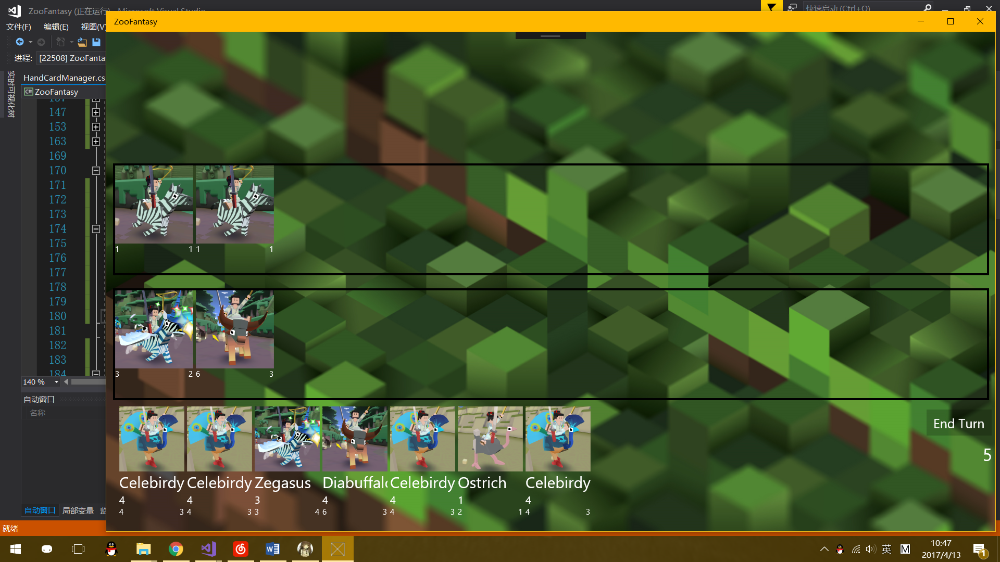 ZooFantasy (正在运行) - Microsoft Visual Studio
快速启动 (Ctrl+Q)
文件(F) 编辑(E) 视图(V)
ZooFantasy
进程: [22508] ZooFanta
实时可视化树
HandCardManager.cs
C# ZooFantasy
137
147
153
163
169
170
171
172
173
174
175
176
177
178
179
180
181
182
183
184
140 %
自动窗口
名称
自动窗口 局部变量 监
就绪
1 1 1 1
3 2 6 3
End Turn
5
Celebirdy Celebirdy Zegasus Diabuffalo Celebirdy Ostrich Celebirdy
4 4 3 4 4 1 4
4 3 4 3 3 4 6 3 4 3 2 1 4 3
英 M
10:47
2017/4/13
1